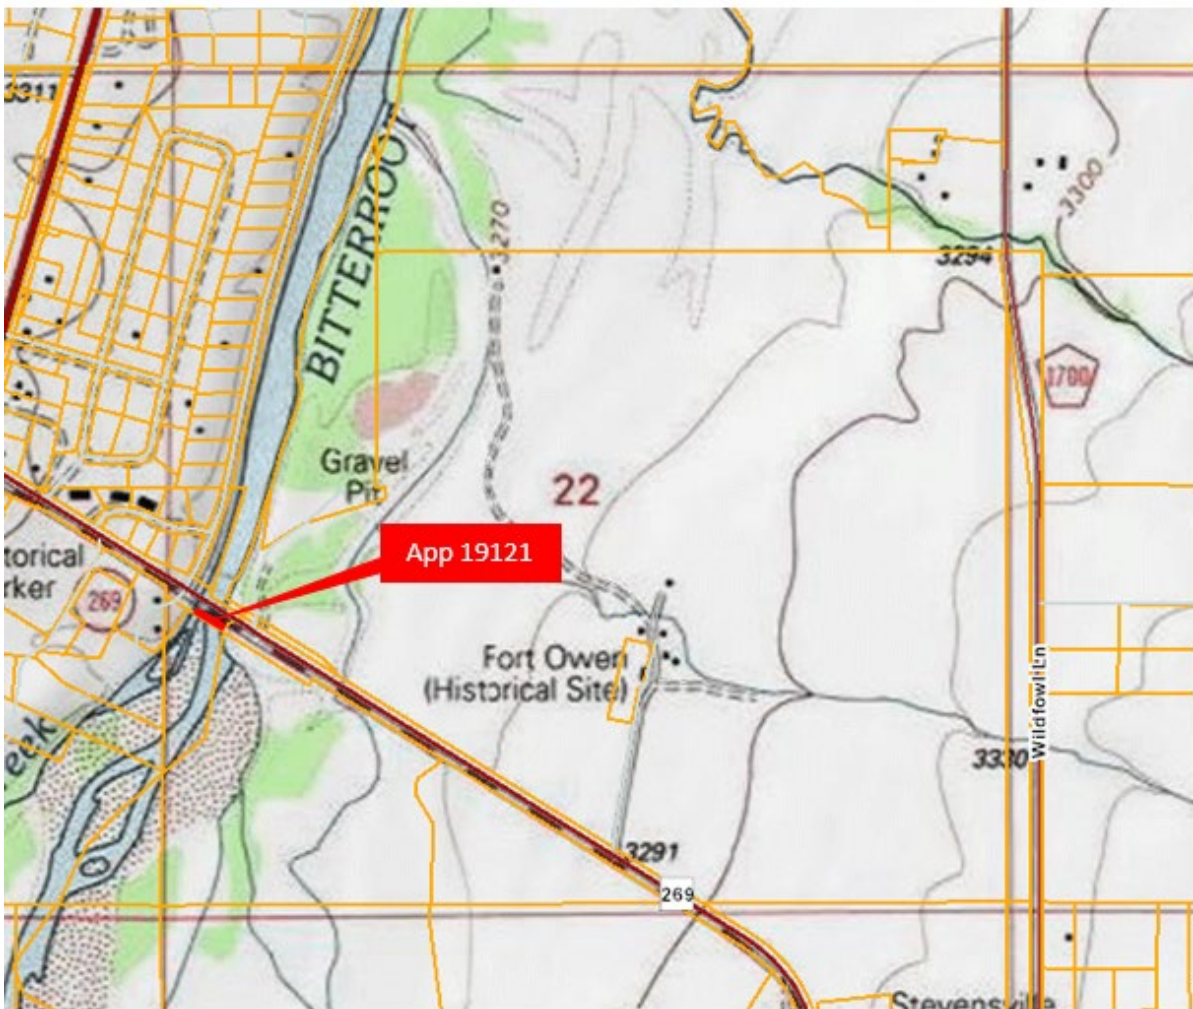 3311
BITTERROOT
3270
3300
3294
1700
Gravel
Pit
22
App 19121
torical
rker
269
Fort Owen
(Historical Site)
Wildfowl Ln
3330
eek
3291
269
Stevensville